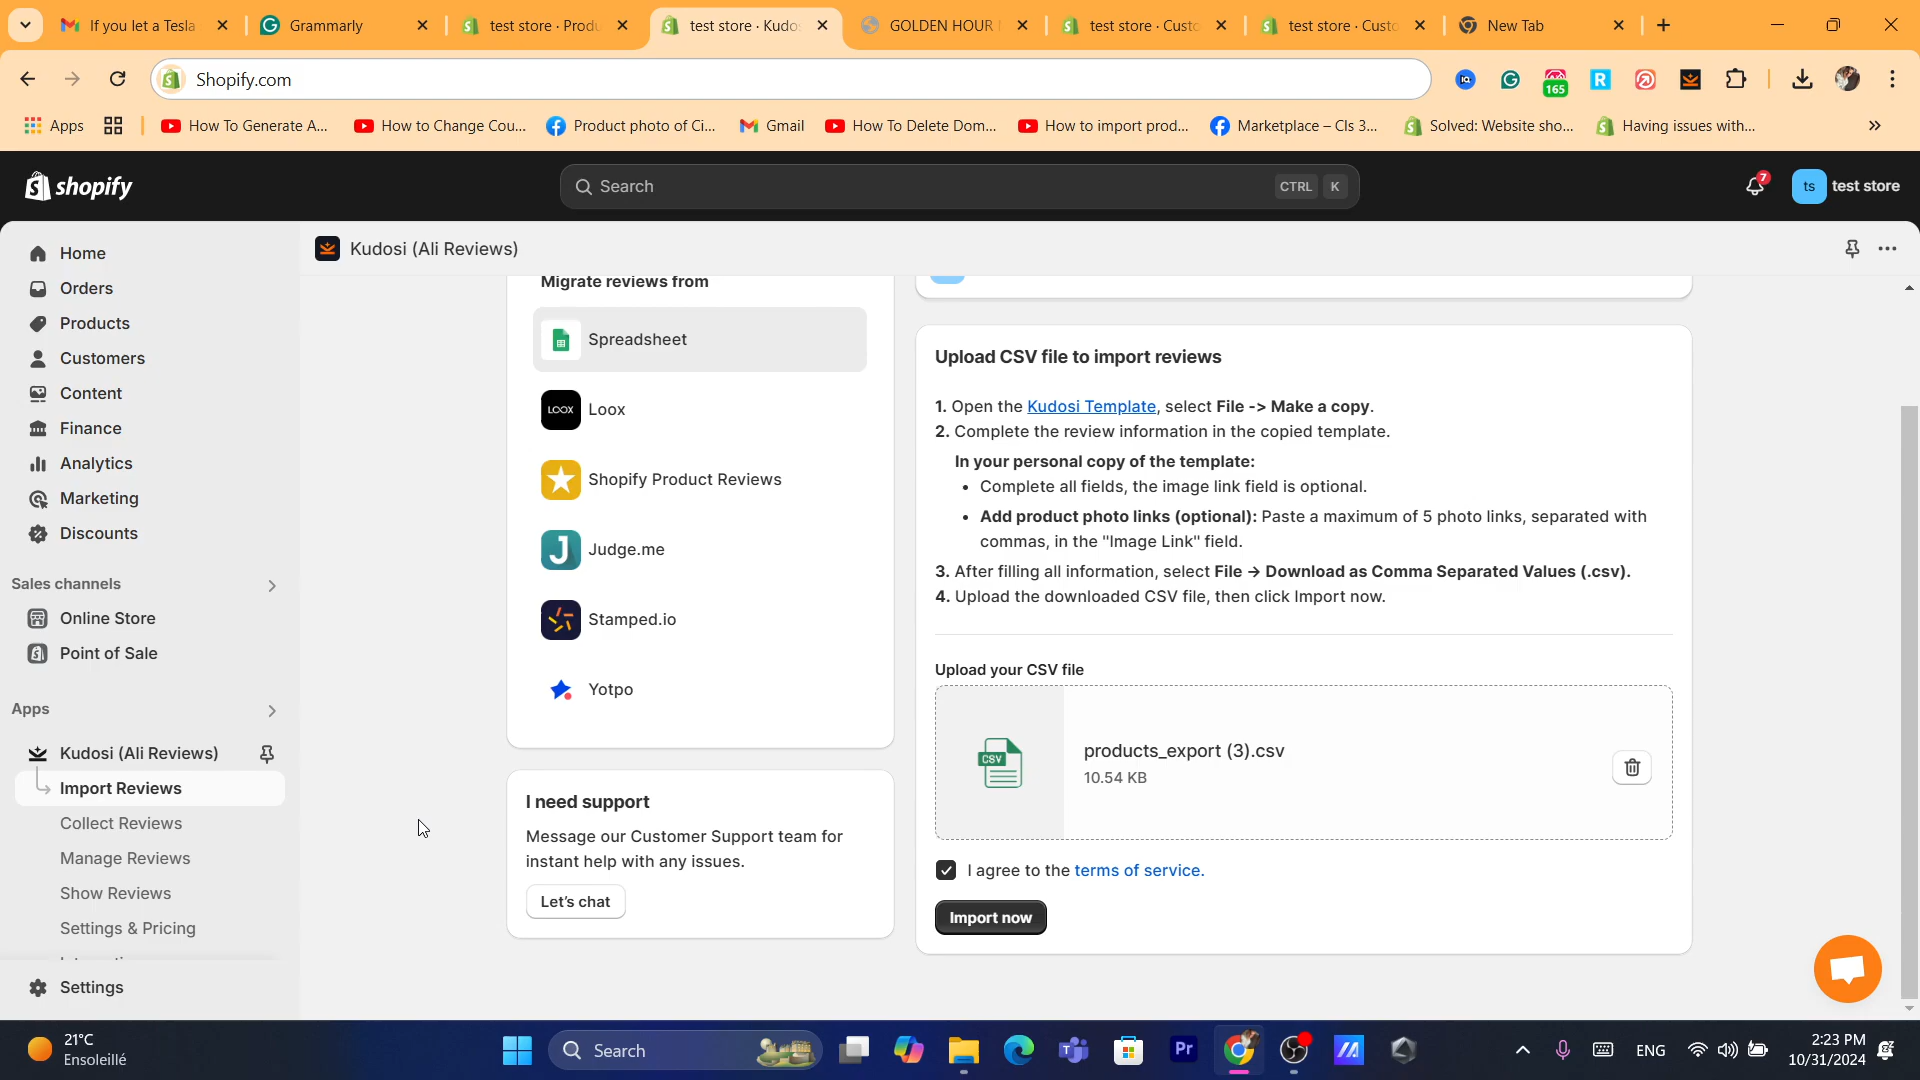 If you let a Tesla
Grammarly
test store · Produ
test store · Kudo
GOLDEN HOUR
test store · Custo
test store · Custo
New Tab
Shopify.com
165
Apps
How To Generate A...
How to Change Cou...
Product photo of Ci...
Gmail
How To Delete Dom...
How to import prod...
Marketplace – Cls 3...
Solved: Website sho...
Having issues with...
shopify
Search
CTRL K
7
ts
test store
Home
Orders
Products
Customers
Content
Finance
Analytics
Marketing
Discounts
Sales channels
Online Store
Point of Sale
Apps
Kudosi (Ali Reviews)
Import Reviews
Collect Reviews
Manage Reviews
Show Reviews
Settings & Pricing
Settings
Kudosi (Ali Reviews)
Migrate reviews from
Spreadsheet
LOOX Loox
Shopify Product Reviews
J Judge.me
Stamped.io
Yotpo
I need support
Message our Customer Support team for
instant help with any issues.
Let's chat
Upload CSV file to import reviews
1. Open the Kudosi Template, select File -> Make a copy.
2. Complete the review information in the copied template.
In your personal copy of the template:
• Complete all fields, the image link field is optional.
• Add product photo links (optional): Paste a maximum of 5 photo links, separated with
commas, in the "Image Link" field.
3. After filling all information, select File → Download as Comma Separated Values (.csv).
4. Upload the downloaded CSV file, then click Import now.
Upload your CSV file
CSV
products_export (3).csv
10.54 KB
I agree to the terms of service.
Import now
21°C
Ensoleillé
Search
Pr
ENG
2:23 PM
10/31/2024